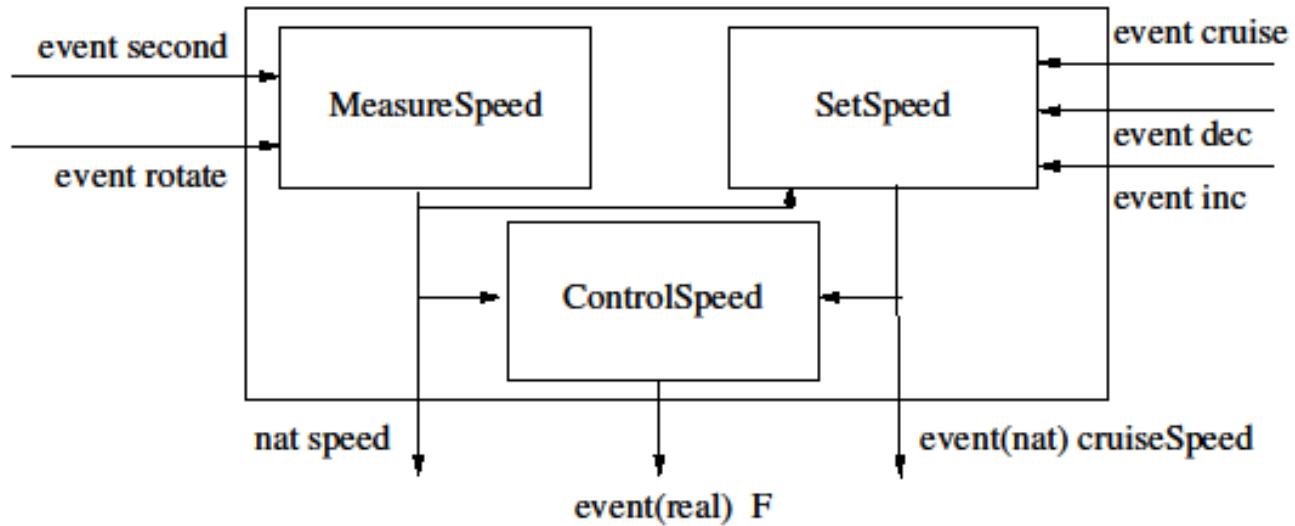 event second
event cruise
MeasureSpeed
SetSpeed
event dec
event rotate
event inc
ControlSpeed
nat speed
event(nat) cruiseSpeed
event(real) F